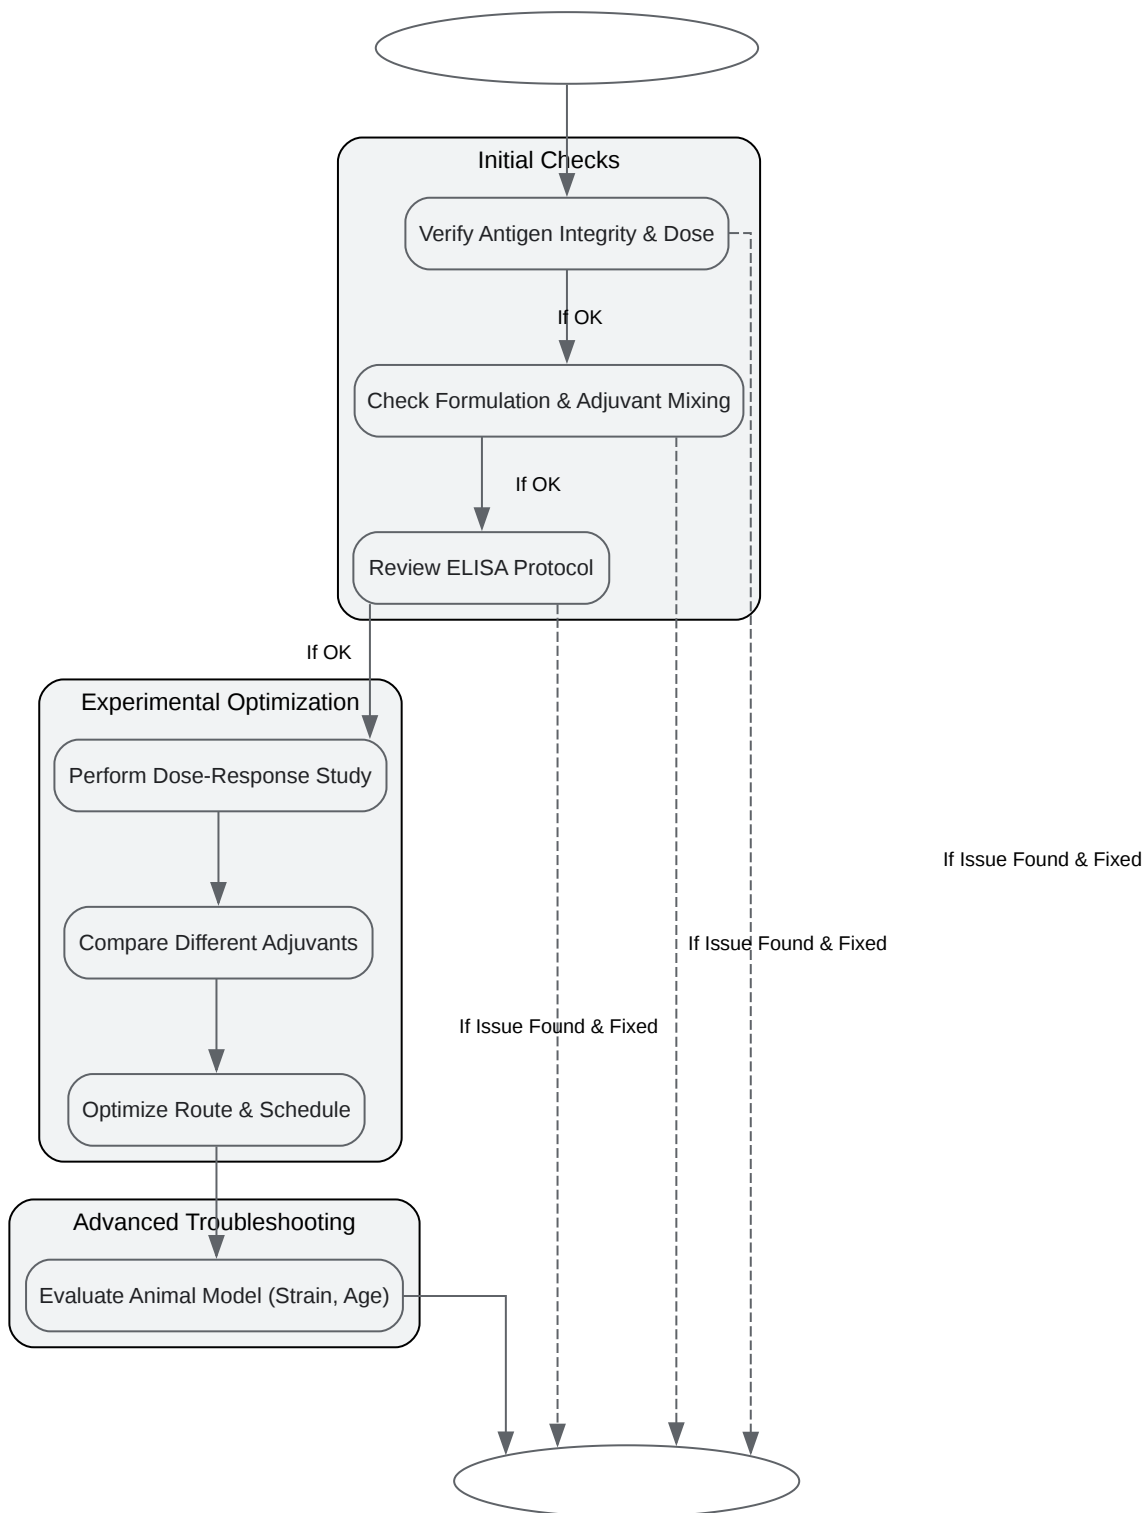 Initial Checks
Verify Antigen Integrity & Dose
If OK
Check Formulation & Adjuvant Mixing
If OK
Review ELISA Protocol
If OK
Experimental Optimization
Perform Dose-Response Study
If Issue Found & Fixed
Compare Different Adjuvants
If Issue Found & Fixed
If Issue Found & Fixed
Optimize Route & Schedule
Advanced Troubleshooting
Evaluate Animal Model (Strain, Age)